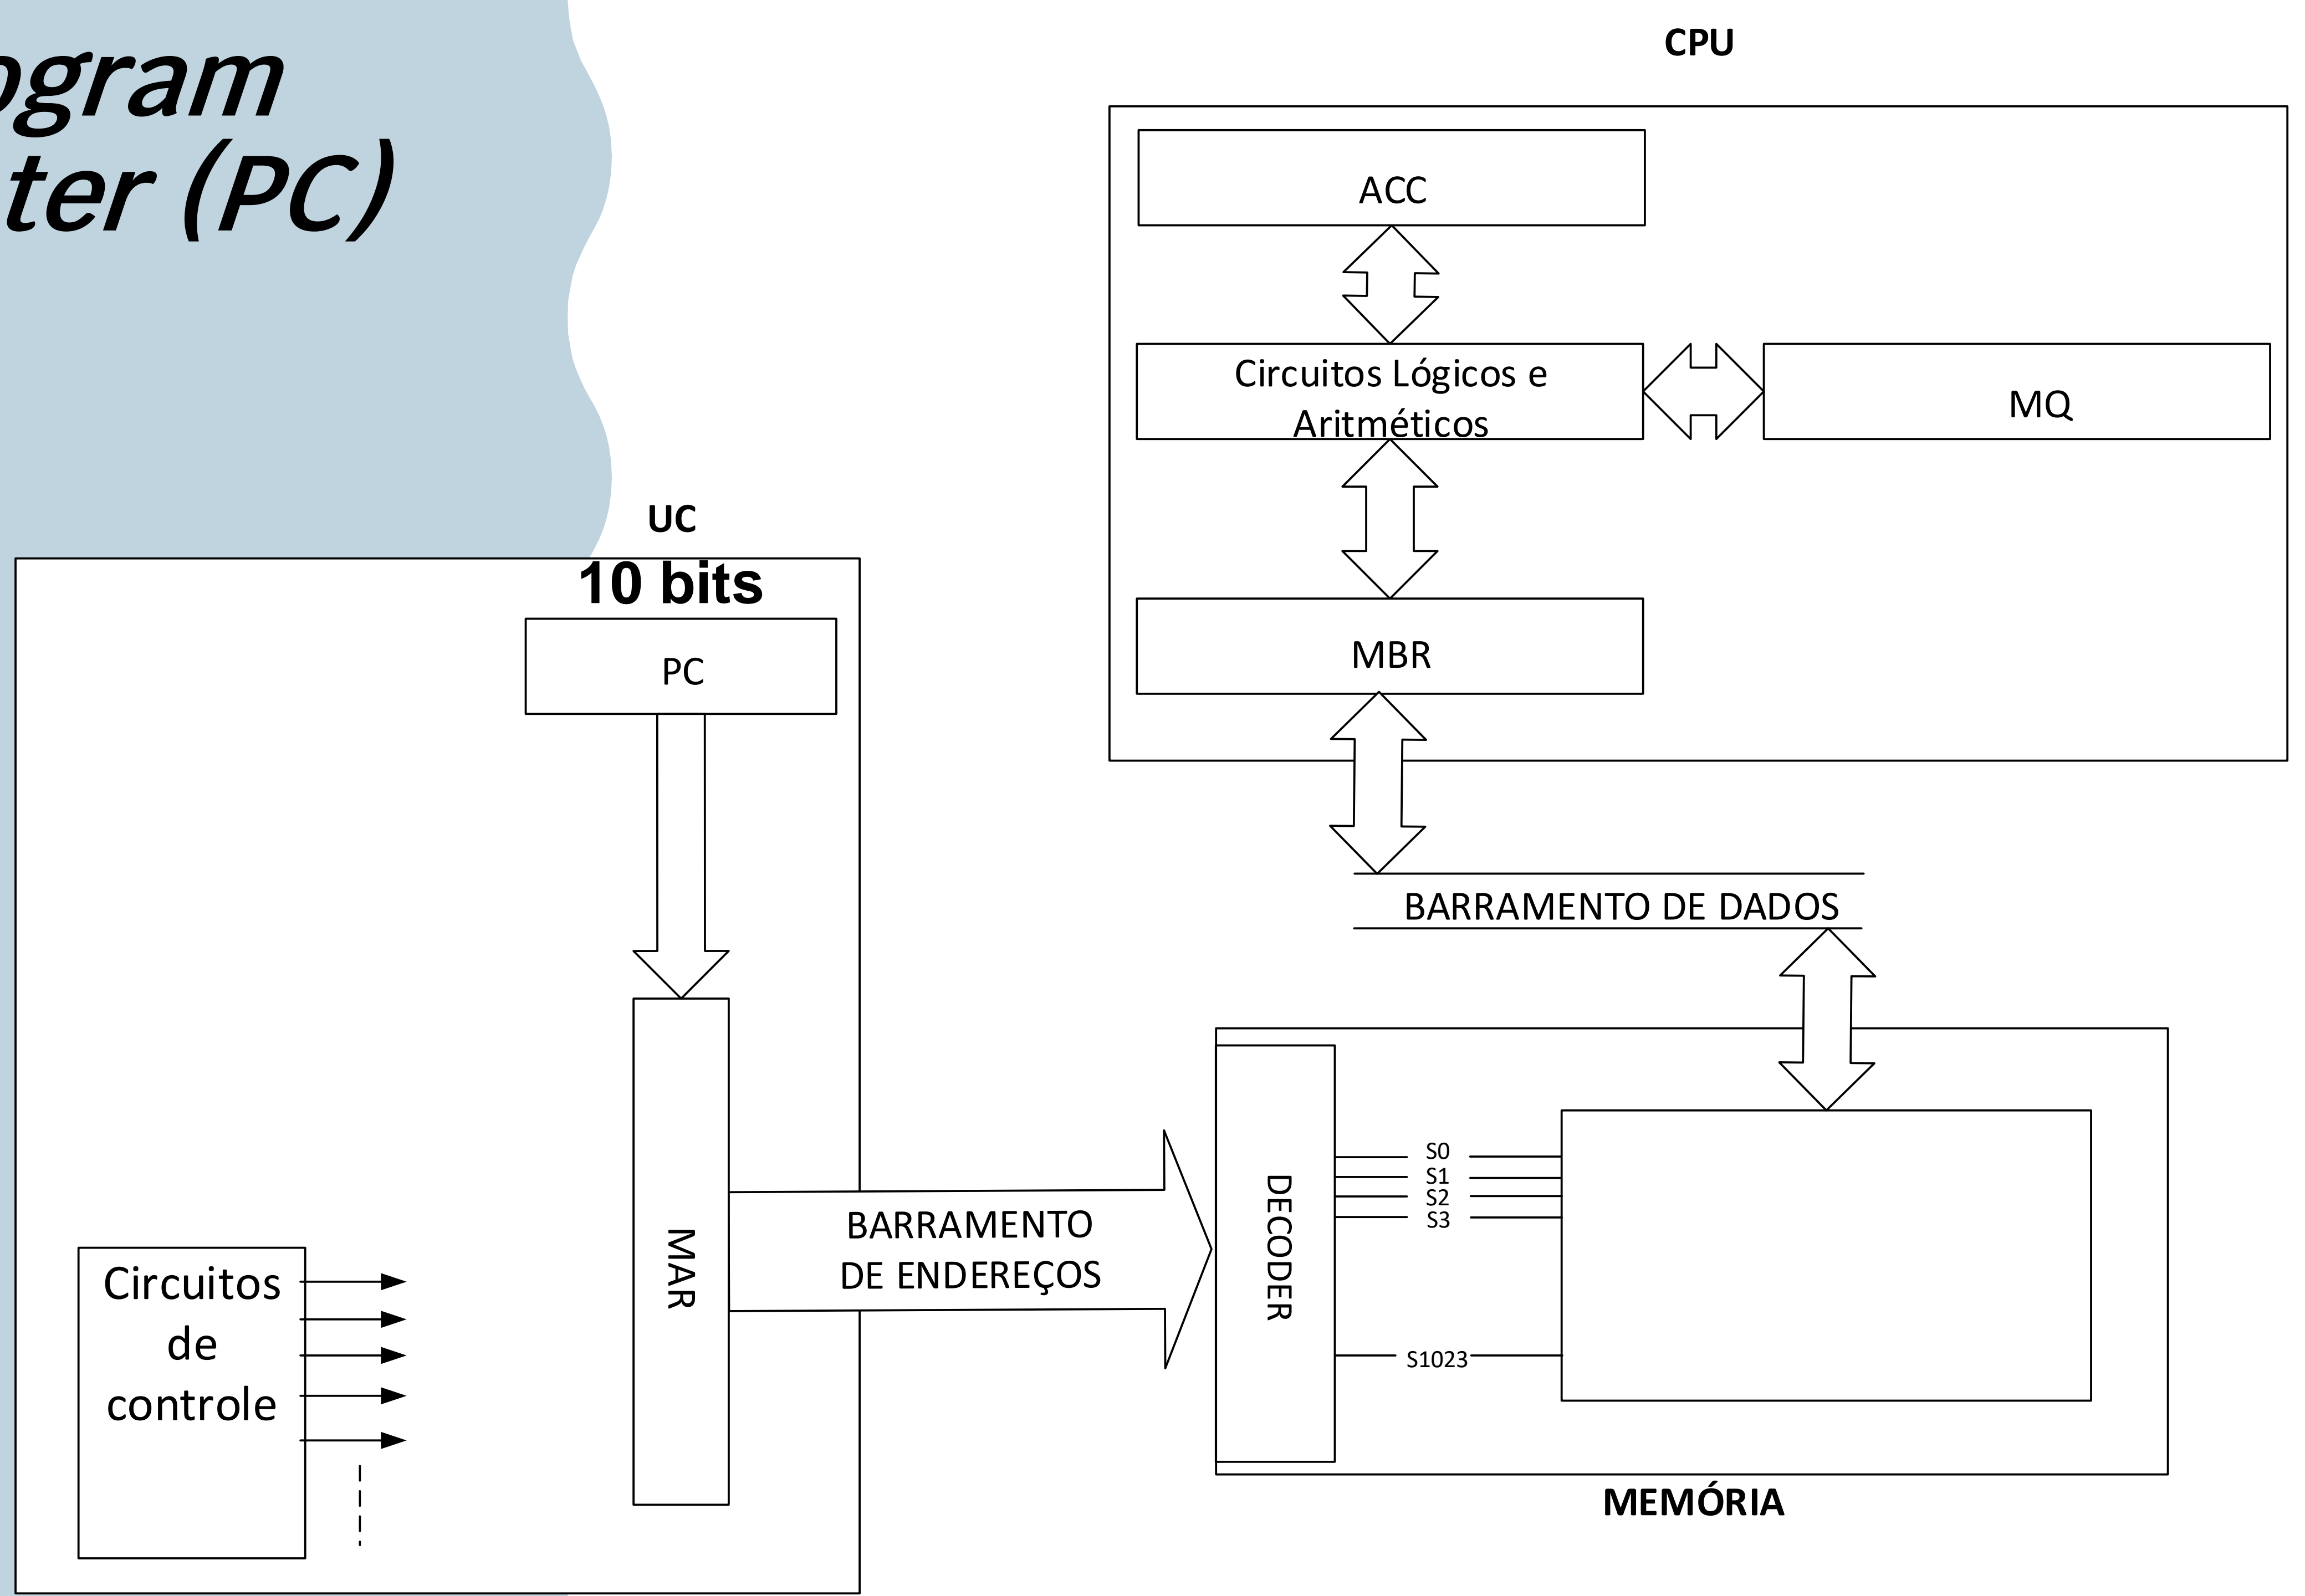 ogram
ter (PC)
CPU
ACC
Circuitos Lógicos e
Aritméticos
MQ
MBR
UC
10 bits
PC
BARRAMENTO DE DADOS
MAR
BARRAMENTO
DE ENDEREÇOS
DECODER
S0
S1
S2
S3
S1023
Circuitos
de
controle
MEMÓRIA